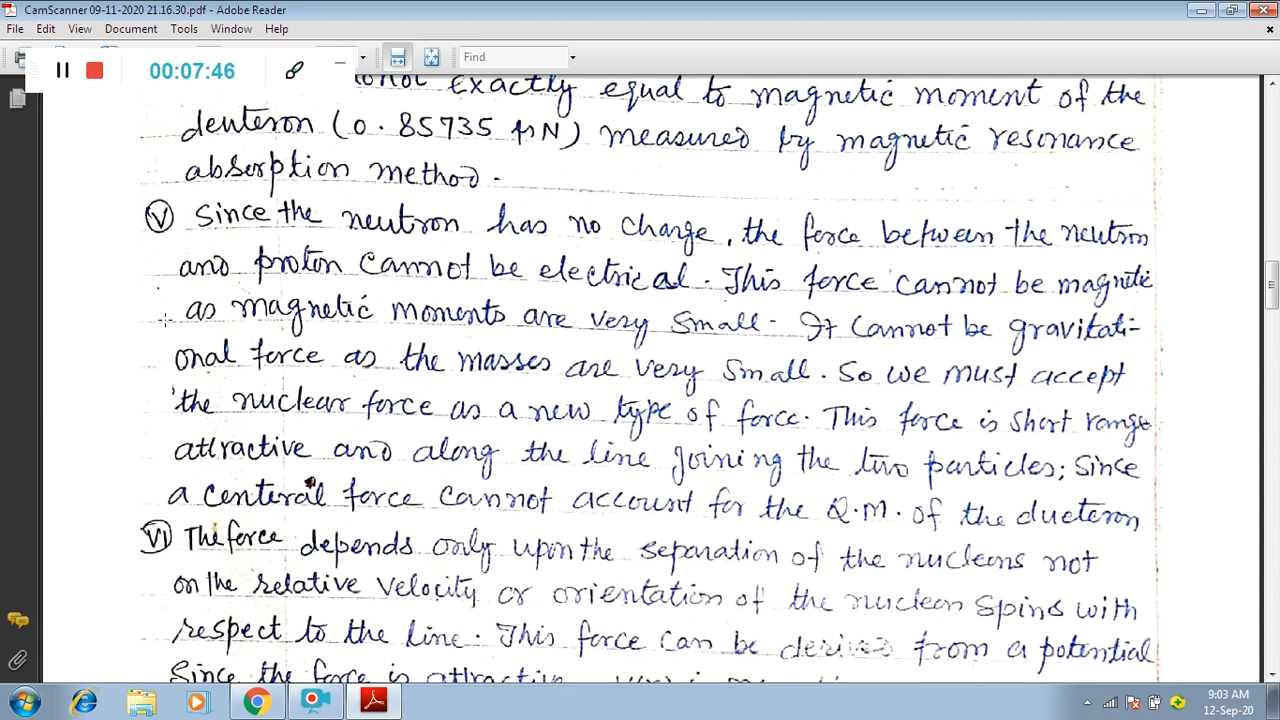 CamScanner 09-11-2020 21.16.30.pdf - Adobe Reader
File Edit View Document Tools Window Help
00:07:46
Find
exactly equal to magnetic moment of the
deuteron (0.85735 μN) measured by magnetic resonance
absorption method.
(V) Since the neutron has no charge, the force between the neutron
and proton cannot be electrical. This force cannot be magnetic
as magnetic moments are very small. It cannot be gravitati-
onal force as the masses are very small. So we must accept
the nuclear force as a new type of force. This force is short range
attractive and along the line joining the two particles; Since
a centeral force cannot account for the Q.M. of the ducteron
(VI) The force depends only upon the separation of the nucleons not
on the relative velocity or orientation of the nucleon spins with
respect to the line. This force can be derived from a potential
Since the force is attractive
9:03 AM
12-Sep-20